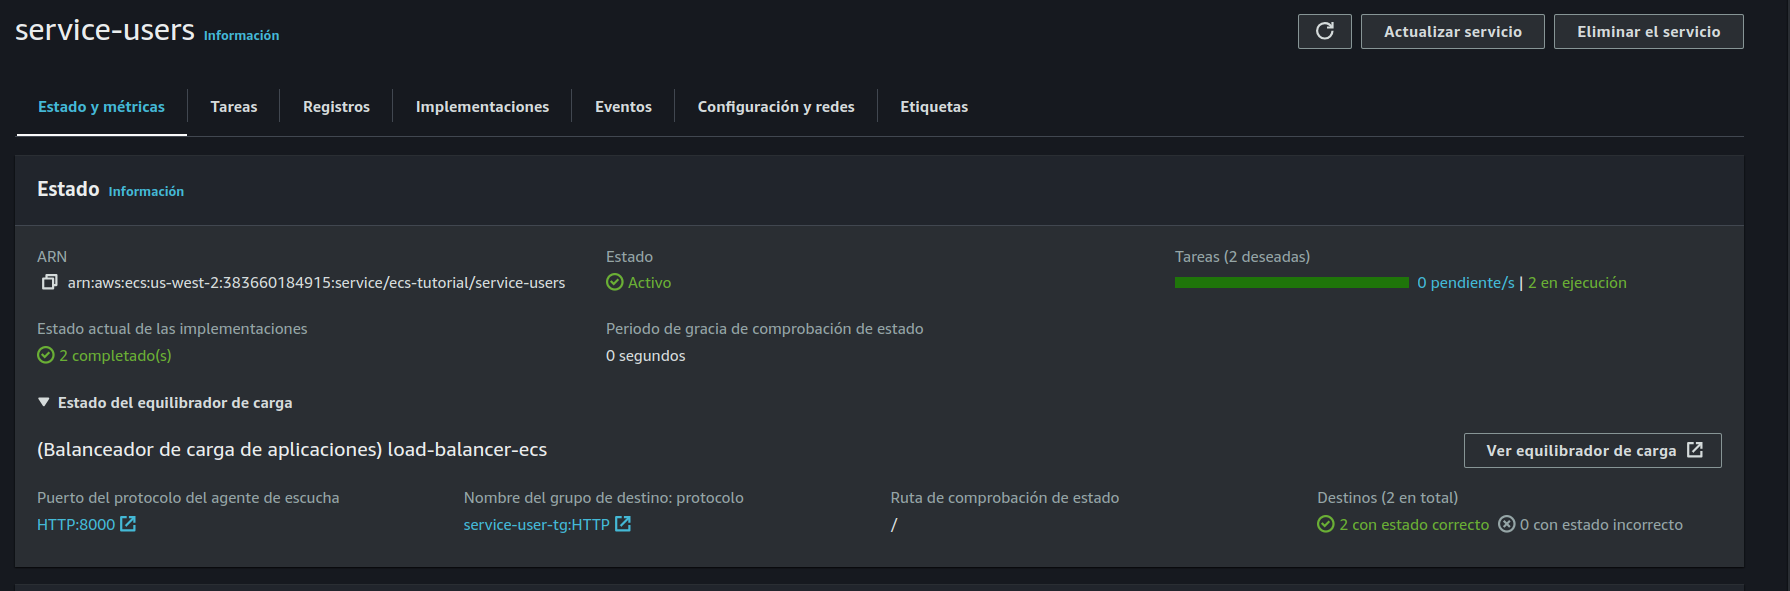 service-users Información
Actualizar servicio
Eliminar el servicio
Estado y métricas
Tareas
Registros
Implementaciones
Eventos
Configuración y redes
Etiquetas
Estado Información
ARN
arn:aws:ecs:us-west-2:383660184915:service/ecs-tutorial/service-users
Estado
Activo
Tareas (2 deseadas)
0 pendiente/s | 2 en ejecución
Estado actual de las implementaciones
2 completado(s)
Periodo de gracia de comprobación de estado
0 segundos
Estado del equilibrador de carga
(Balanceador de carga de aplicaciones) load-balancer-ecs
Ver equilibrador de carga
Puerto del protocolo del agente de escucha
HTTP:8000
Nombre del grupo de destino: protocolo
service-user-tg:HTTP
Ruta de comprobación de estado
/
Destinos (2 en total)
2 con estado correcto 0 con estado incorrecto